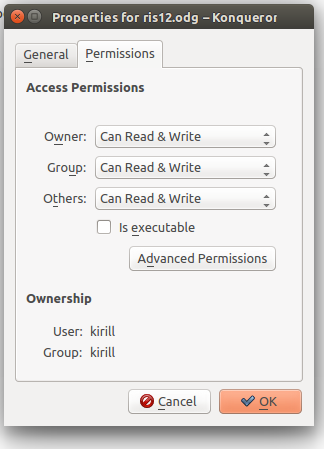 Properties for ris12.odg – Konqueror
General
Permissions
Access Permissions
Owner: Can Read & Write
Group: Can Read & Write
Others: Can Read & Write
Is executable
Advanced Permissions
Ownership
User: kirill
Group: kirill
Cancel
OK